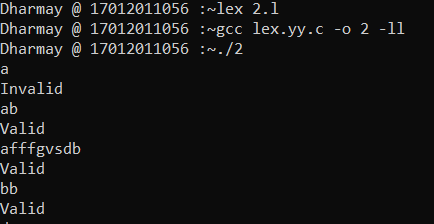 Dharmay @ 17012011056 :~lex 2.l
Dharmay @ 17012011056 :~gcc lex.yy.c -o 2 -ll
Dharmay @ 17012011056 :~./2
a
Invalid
ab
Valid
afffgvsdb
Valid
bb
Valid